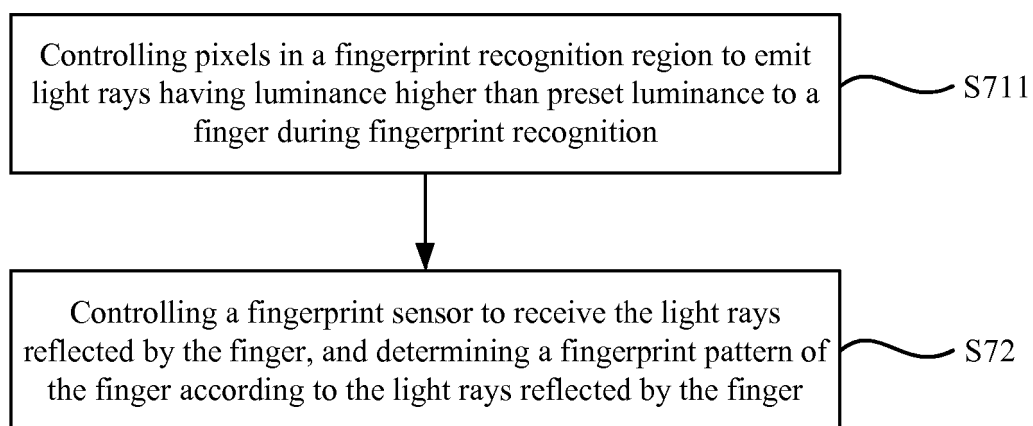 Controlling pixels in a fingerprint recognition region to emit
light rays having luminance higher than preset luminance to a
finger during fingerprint recognition
S711
Controlling a fingerprint sensor to receive the light rays
reflected by the finger, and determining a fingerprint pattern of
the finger according to the light rays reflected by the finger
S72